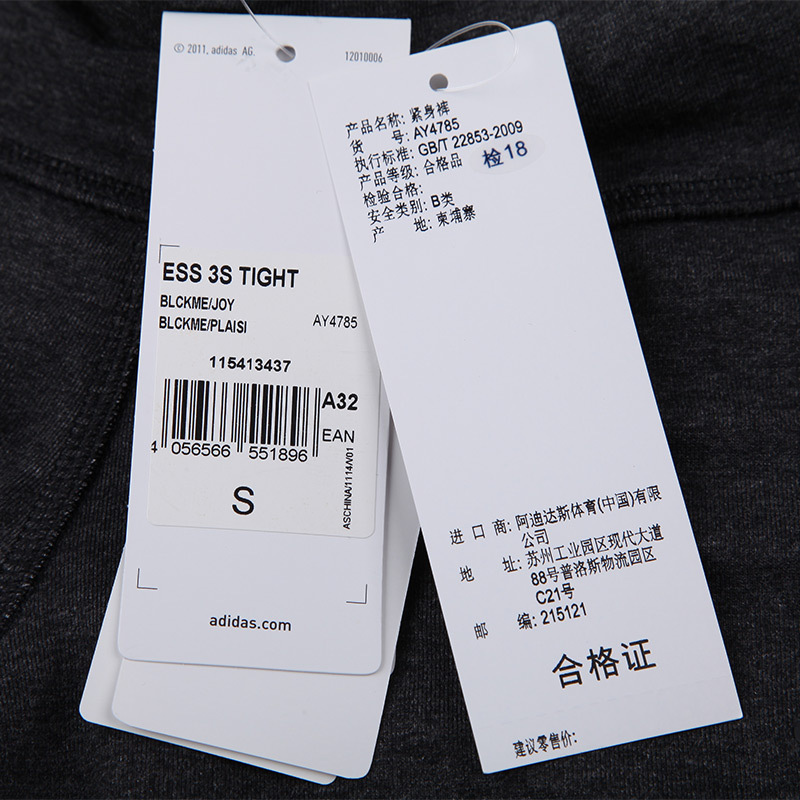 © 2011, adidas AG.
12010006
ESS 3S TIGHT
BLCKME/JOY
BLCKME/PLAISI
AY4785
115413437
A32
EAN
4 056566 551896
ASCHINA/1114/V01
S
adidas.com
产品名称: 紧身裤
货 号: AY4785
执行标准: GB/T 22853-2009
产品等级: 合格品
检验合格:
检18
安全类别: B类
产 地: 柬埔寨
进 口 商: 阿迪达斯体育(中国)有限
公司
地 址: 苏州工业园区现代大道
88号普洛斯物流园区
C21号
邮 编: 215121
合格证
建议零售价: